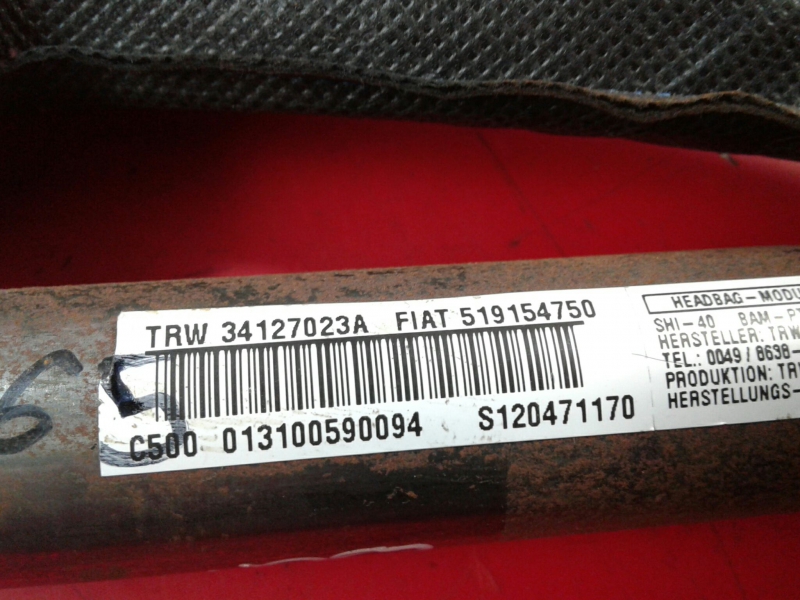 TRW 34127023A FIAT 519154750
C500 013100590094 S120471170
HEADBAG-MODU
SHI-40 BAM-P
HERSTELLER: TRW
TEL.: 0049/8638-
PRODUKTION: TR
HERSTELLUNGS-
65